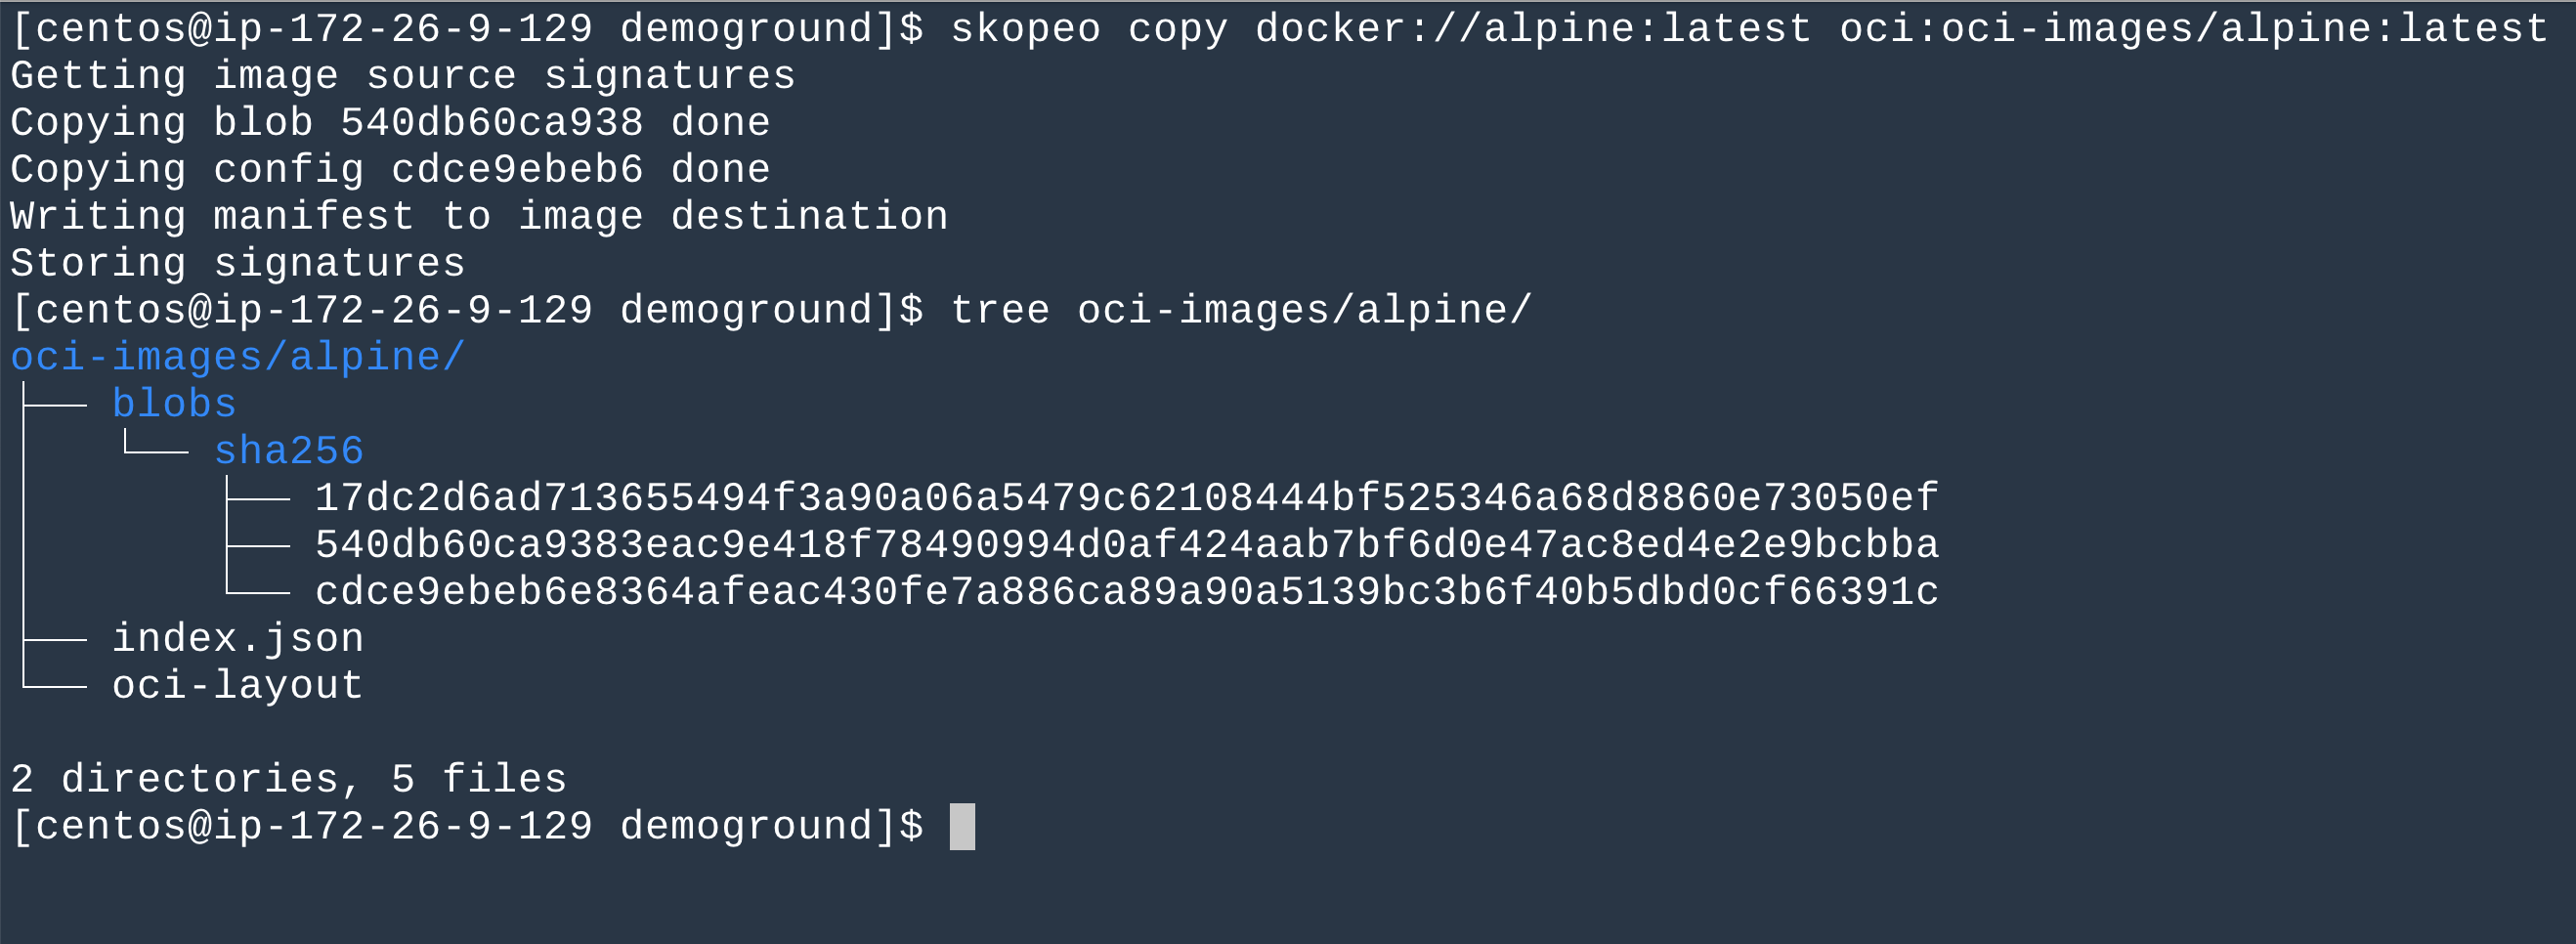 [centos@ip-172-26-9-129 demoground]$ skopeo copy docker://alpine:latest oci:oci-images/alpine:latest
Getting image source signatures
Copying blob 540db60ca938 done
Copying config cdce9ebeb6 done
Writing manifest to image destination
Storing signatures
[centos@ip-172-26-9-129 demoground]$ tree oci-images/alpine/
oci-images/alpine/
├── blobs
│   └── sha256
│       ├── 17dc2d6ad713655494f3a90a06a5479c62108444bf525346a68d8860e73050ef
│       ├── 540db60ca9383eac9e418f78490994d0af424aab7bf6d0e47ac8ed4e2e9bcbba
│       └── cdce9ebeb6e8364afeac430fe7a886ca89a90a5139bc3b6f40b5dbd0cf66391c
├── index.json
└── oci-layout
2 directories, 5 files
[centos@ip-172-26-9-129 demoground]$